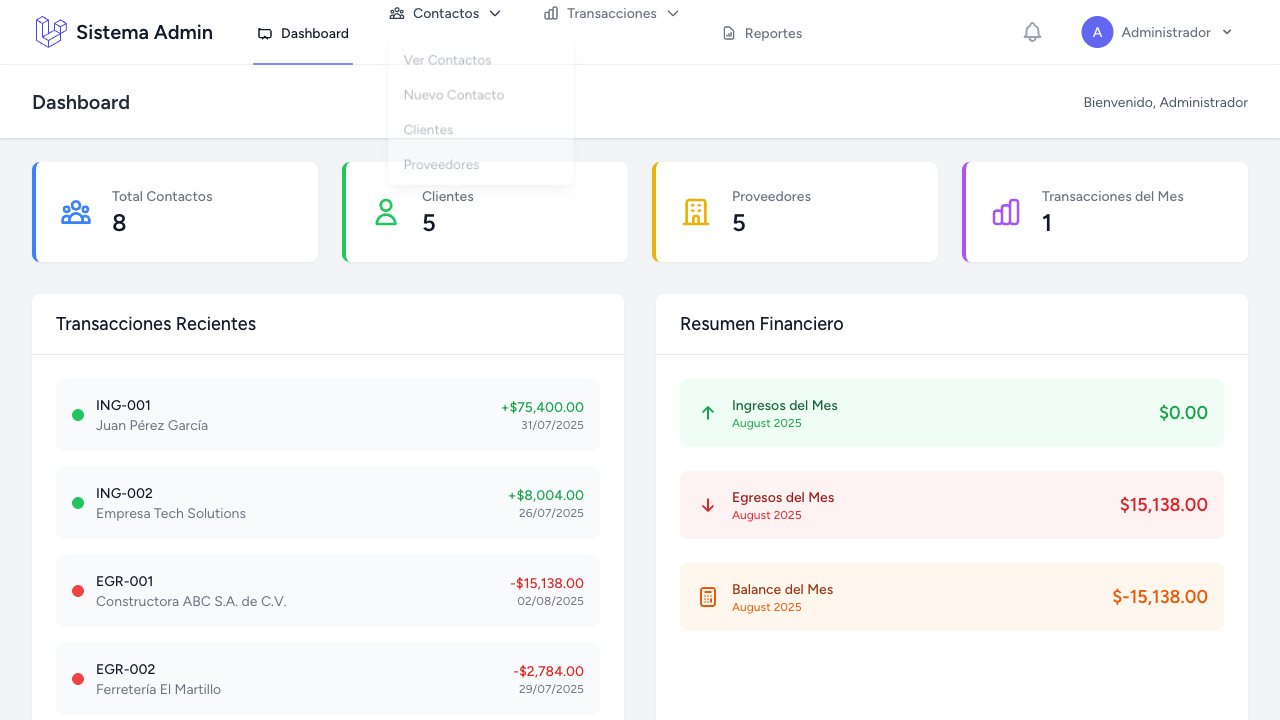 Sistema Admin
Dashboard
Contactos
Transacciones
Reportes
A
Administrador
Ver Contactos
Nuevo Contacto
Clientes
Proveedores
Dashboard
Bienvenido, Administrador
Total Contactos
8
Clientes
5
Proveedores
5
Transacciones del Mes
1
Transacciones Recientes
ING-001
Juan Pérez García
+$75,400.00
31/07/2025
ING-002
Empresa Tech Solutions
+$8,004.00
26/07/2025
EGR-001
Constructora ABC S.A. de C.V.
-$15,138.00
02/08/2025
EGR-002
Ferretería El Martillo
-$2,784.00
29/07/2025
Resumen Financiero
Ingresos del Mes
August 2025
$0.00
Egresos del Mes
August 2025
$15,138.00
Balance del Mes
August 2025
$-15,138.00